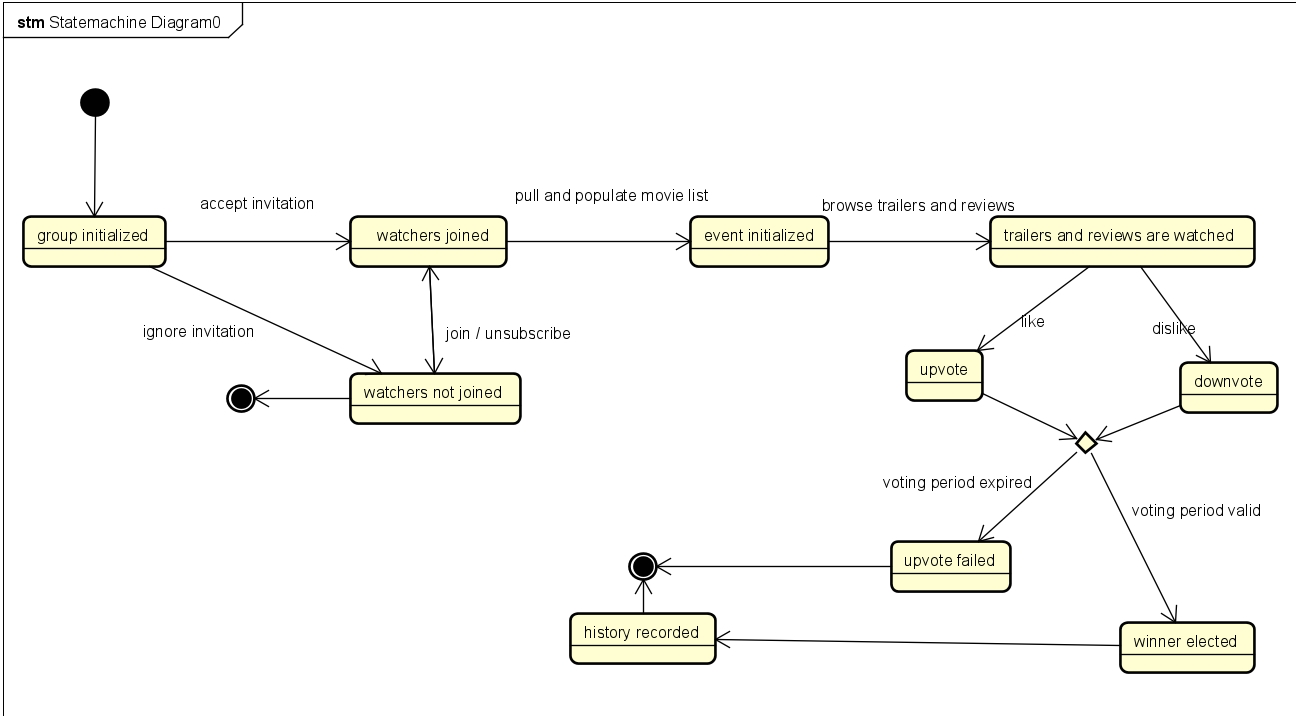 stm Statemachine Diagram0
accept invitation
pull and populate movie list
browse trailers and reviews
group initialized
watchers joined
event initialized
trailers and reviews are watched
ignore invitation
join / unsubscribe
like
dislike
upvote
downvote
watchers not joined
voting period expired
voting period valid
upvote failed
history recorded
winner elected